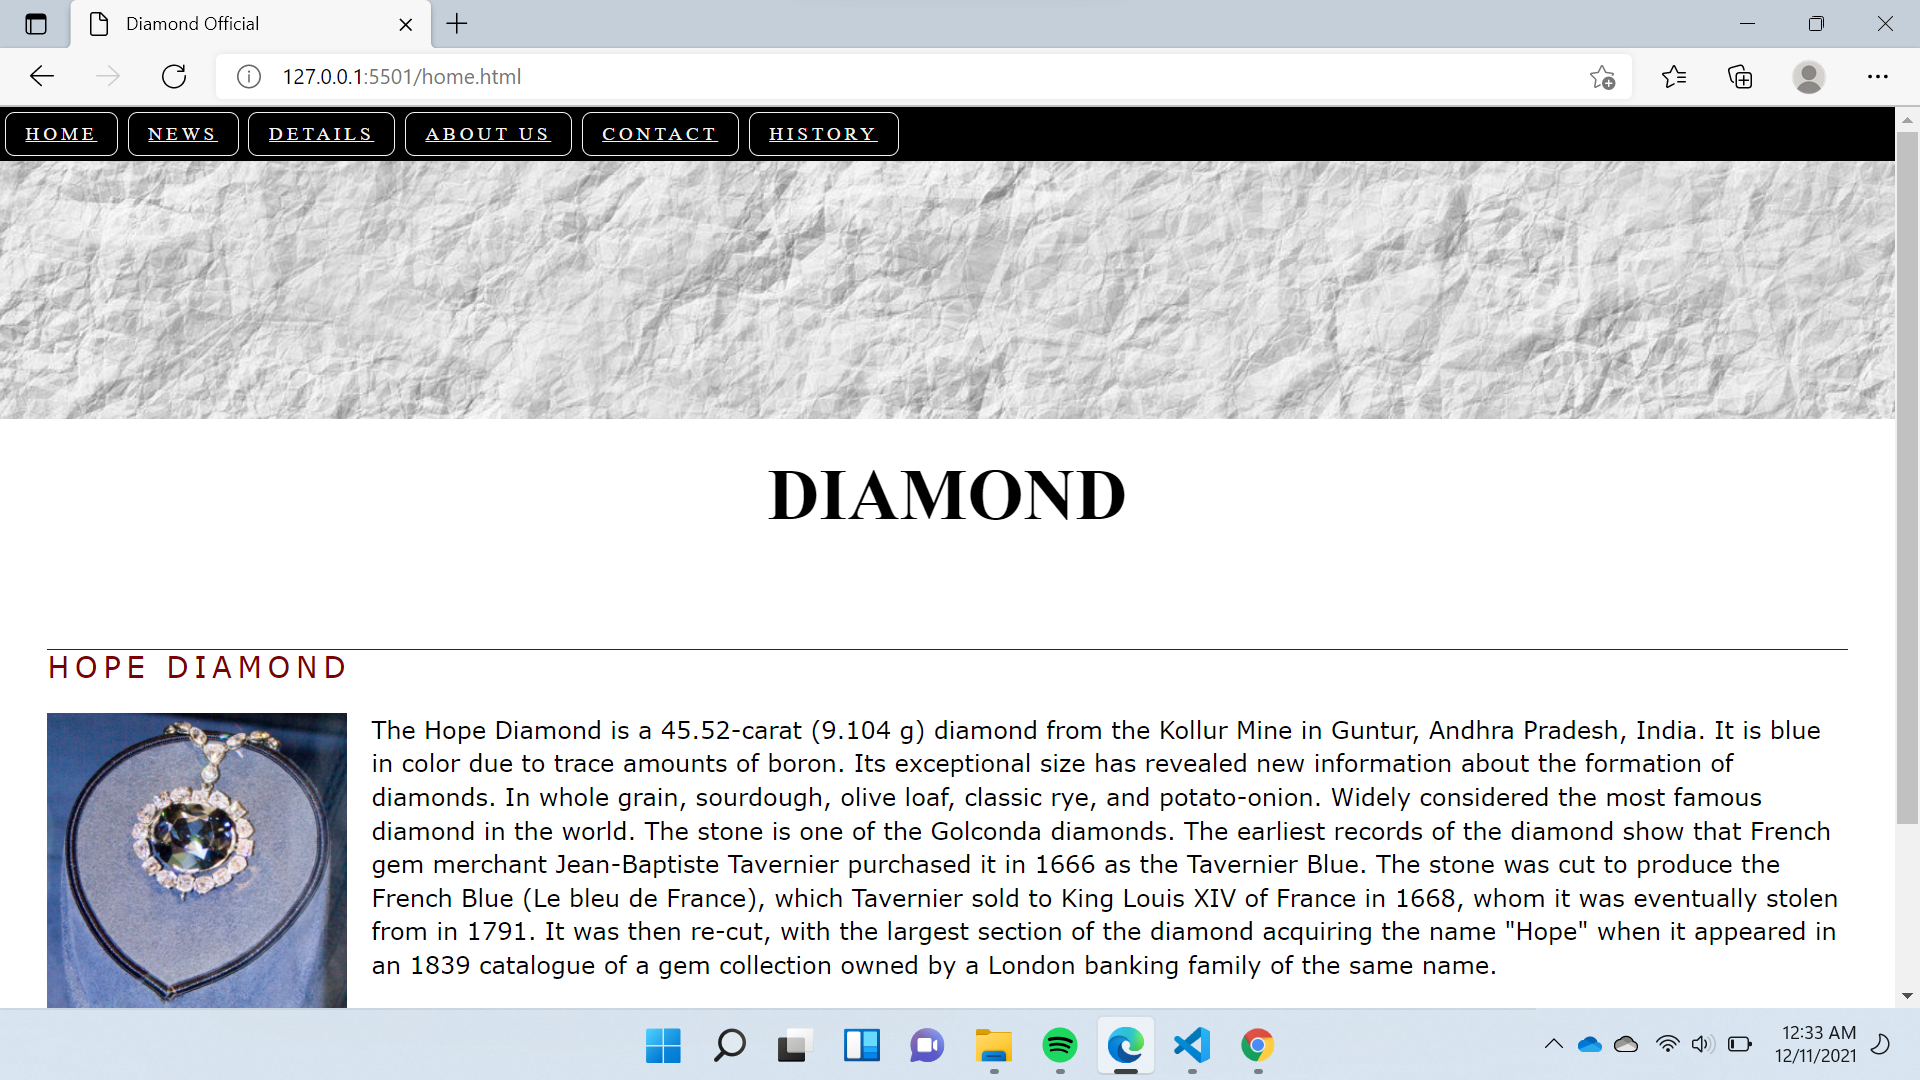 Diamond Official
127.0.0.1:5501/home.html
HOME NEWS DETAILS ABOUT US CONTACT HISTORY
DIAMOND
HOPE DIAMOND
The Hope Diamond is a 45.52-carat (9.104 g) diamond from the Kollur Mine in Guntur, Andhra Pradesh, India. It is blue
in color due to trace amounts of boron. Its exceptional size has revealed new information about the formation of
diamonds. In whole grain, sourdough, olive loaf, classic rye, and potato-onion. Widely considered the most famous
diamond in the world. The stone is one of the Golconda diamonds. The earliest records of the diamond show that French
gem merchant Jean-Baptiste Tavernier purchased it in 1666 as the Tavernier Blue. The stone was cut to produce the
French Blue (Le bleu de France), which Tavernier sold to King Louis XIV of France in 1668, whom it was eventually stolen
from in 1791. It was then re-cut, with the largest section of the diamond acquiring the name "Hope" when it appeared in
an 1839 catalogue of a gem collection owned by a London banking family of the same name.
12:33 AM
12/11/2021